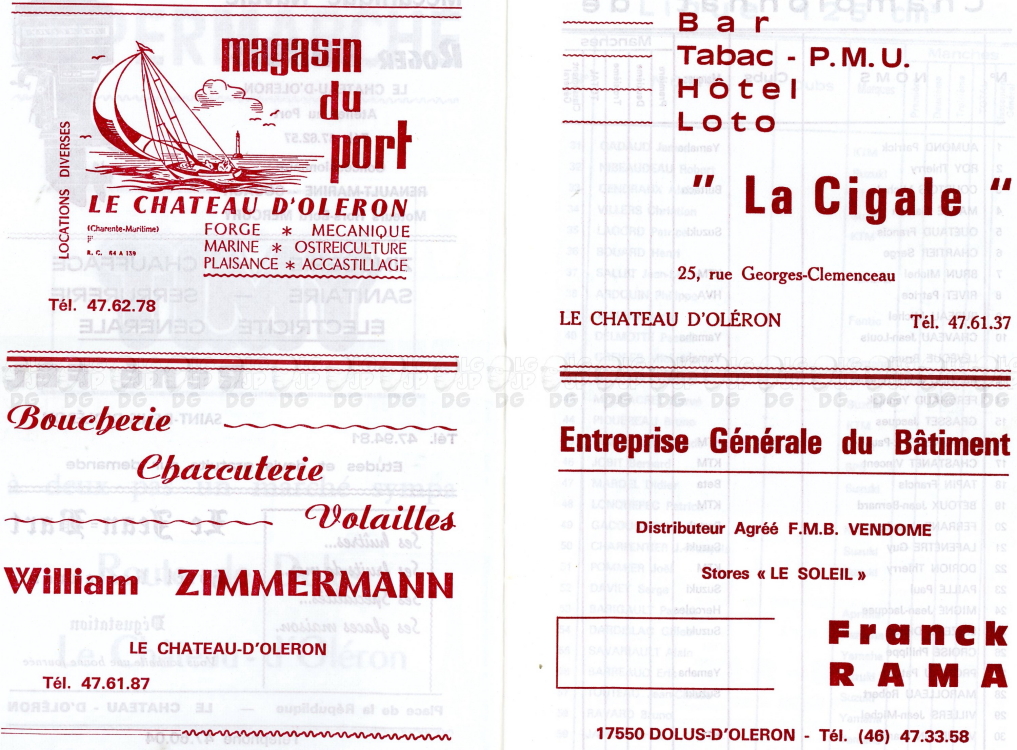 magasin
du
port
LOCATIONS DIVERSES
LE CHATEAU D'OLERON
(Charente-Maritime)
R. C. 64 A 139
FORGE * MECANIQUE
MARINE * OSTREICULTURE
PLAISANCE * ACCASTILLAGE
Tél. 47.62.78
Boucherie
Charcuterie
Volailles
William ZIMMERMANN
LE CHATEAU-D'OLERON
Tél. 47.61.87
Bar
Tabac - P.M.U.
Hôtel
Loto
" La Cigale "
25, rue Georges-Clemenceau
LE CHATEAU D'OLÉRON Tél. 47.61.37
Entreprise Générale du Bâtiment
Distributeur Agréé F.M.B. VENDOME
Stores « LE SOLEIL »
Franck
RAMA
17550 DOLUS-D'OLERON - Tél. (46) 47.33.58